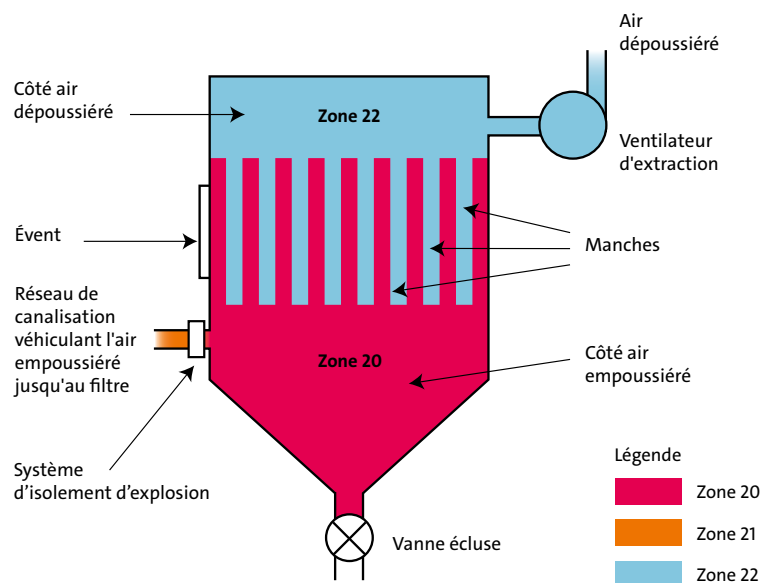 Air
dépoussiéré
Côté air
dépoussiéré
Zone 22
Ventilateur
d'extraction
Évent
Manches
Réseau de
canalisation
véhiculant l'air
empoussiéré
jusqu'au filtre
Zone 20
Côté air
empoussiéré
Système
d’isolement d’explosion
Vanne écluse
Légende
Zone 20
Zone 21
Zone 22